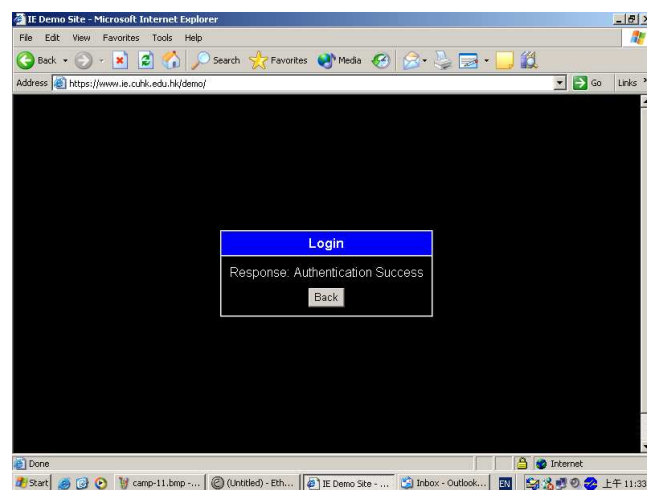 IE Demo Site - Microsoft Internet Explorer
File Edit View Favorites Tools Help
Back Search Favorites Media
Address https://www.ie.cuhk.edu.hk/demo/ Go Links
Login
Response: Authentication Success
Back
Done Internet
Start camp-11.bmp -... (Untitled) - Eth... IE Demo Site - ... Inbox - Outlook... EN 上午 11:33